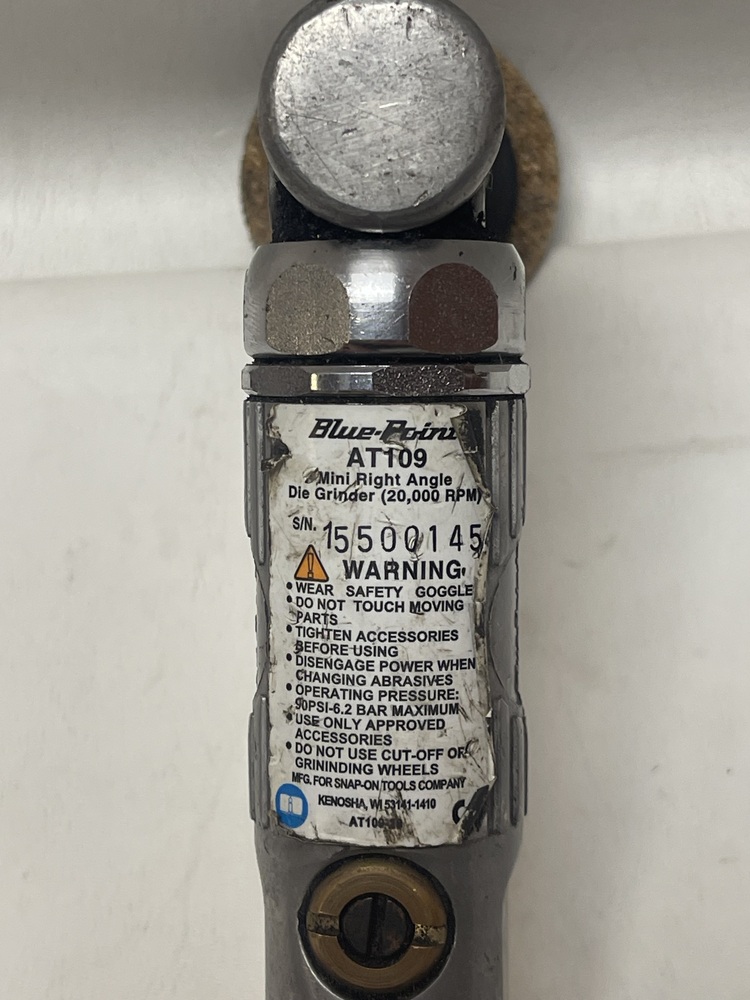 Blue-Point
AT109
Mini Right Angle
Die Grinder (20,000 RPM)
S/N. 15500145
WARNING
• WEAR SAFETY GOGGLE
• DO NOT TOUCH MOVING
PARTS
• TIGHTEN ACCESSORIES
BEFORE USING
• DISENGAGE POWER WHEN
CHANGING ABRASIVES
• OPERATING PRESSURE:
90PSI-6.2 BAR MAXIMUM
• USE ONLY APPROVED
ACCESSORIES
• DO NOT USE CUT-OFF OR
GRININDING WHEELS
MFG. FOR SNAP-ON TOOLS COMPANY
KENOSHA, WI 53141-1410